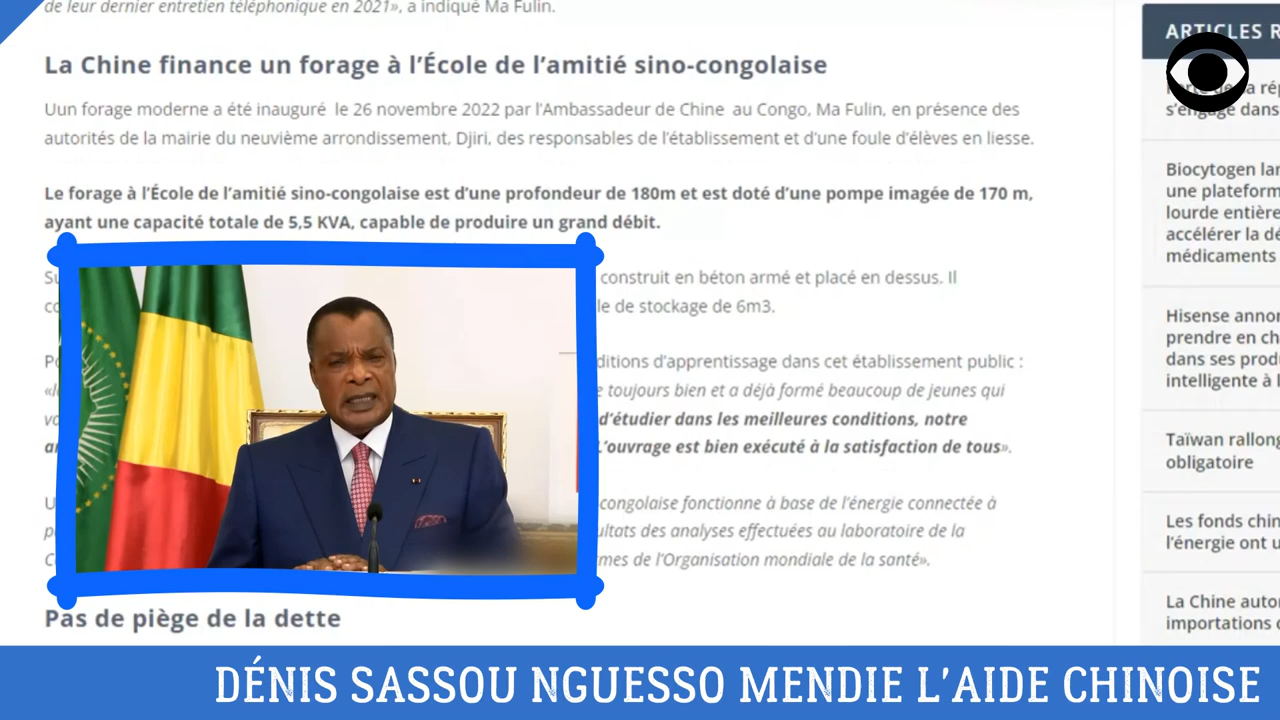 de leur dernier entretien téléphonique en 2021», a indiqué Ma Fulin.
La Chine finance un forage à l'École de l'amitié sino-congolaise
Uun forage moderne a été inauguré le 26 novembre 2022 par l'Ambassadeur de Chine au Congo, Ma Fulin, en présence des
autorités de la mairie du neuvième arrondissement, Djiri, des responsables de l'établissement et d'une foule d'élèves en liesse.
Le forage à l'École de l'amitié sino-congolaise est d'une profondeur de 180m et est doté d'une pompe imagée de 170 m,
ayant une capacité totale de 5,5 KVA, capable de produire un grand débit.
construit en béton armé et placé en dessus. Il
le de stockage de 6m3.
ditions d'apprentissage dans cet établissement public :
toujours bien et a déjà formé beaucoup de jeunes qui
d'étudier dans les meilleures conditions, notre
L'ouvrage est bien exécuté à la satisfaction de tous».
congolaise fonctionne à base de l'énergie connectée à
ultats des analyses effectuées au laboratoire de la
mes de l'Organisation mondiale de la santé».
Pas de piège de la dette
ARTICLES R
s'engage dans
Biocytogen lan
une plateform
lourde entière
accélérer la dé
médicaments
Hisense annon
prendre en ch
dans ses prod
intelligente à l
Taïwan rallong
obligatoire
Les fonds chin
l'énergie ont u
La Chine autor
importations d
DÉNIS SASSOU NGUESSO MENDIE L'AIDE CHINOISE